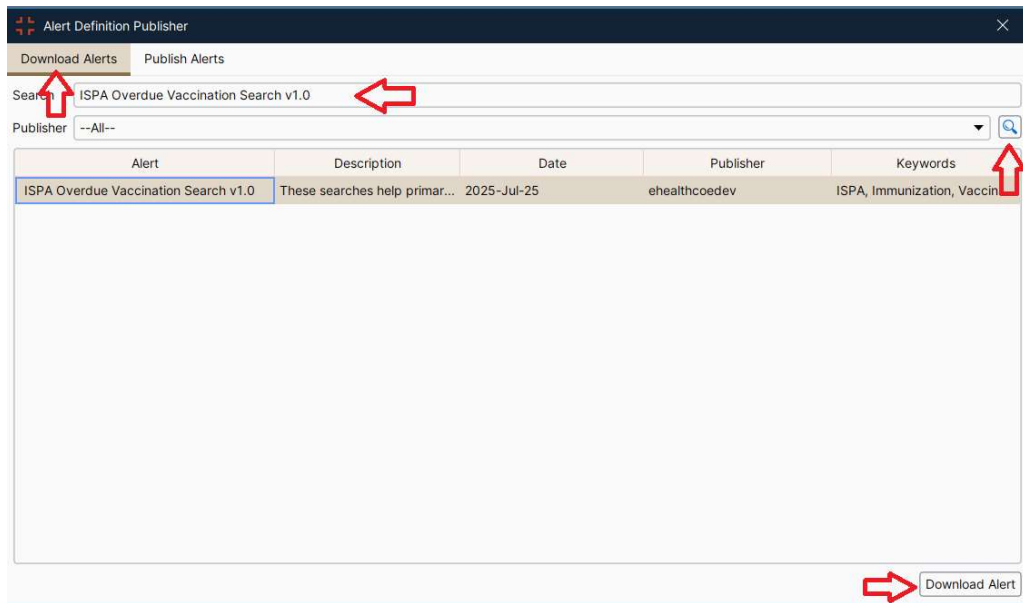 Alert Definition Publisher
Download Alerts Publish Alerts
Search ISPA Overdue Vaccination Search v1.0
Publisher --All--
Alert Description Date Publisher Keywords
ISPA Overdue Vaccination Search v1.0 These searches help primar... 2025-Jul-25 ehealthcoedev ISPA, Immunization, Vaccin
Download Alert